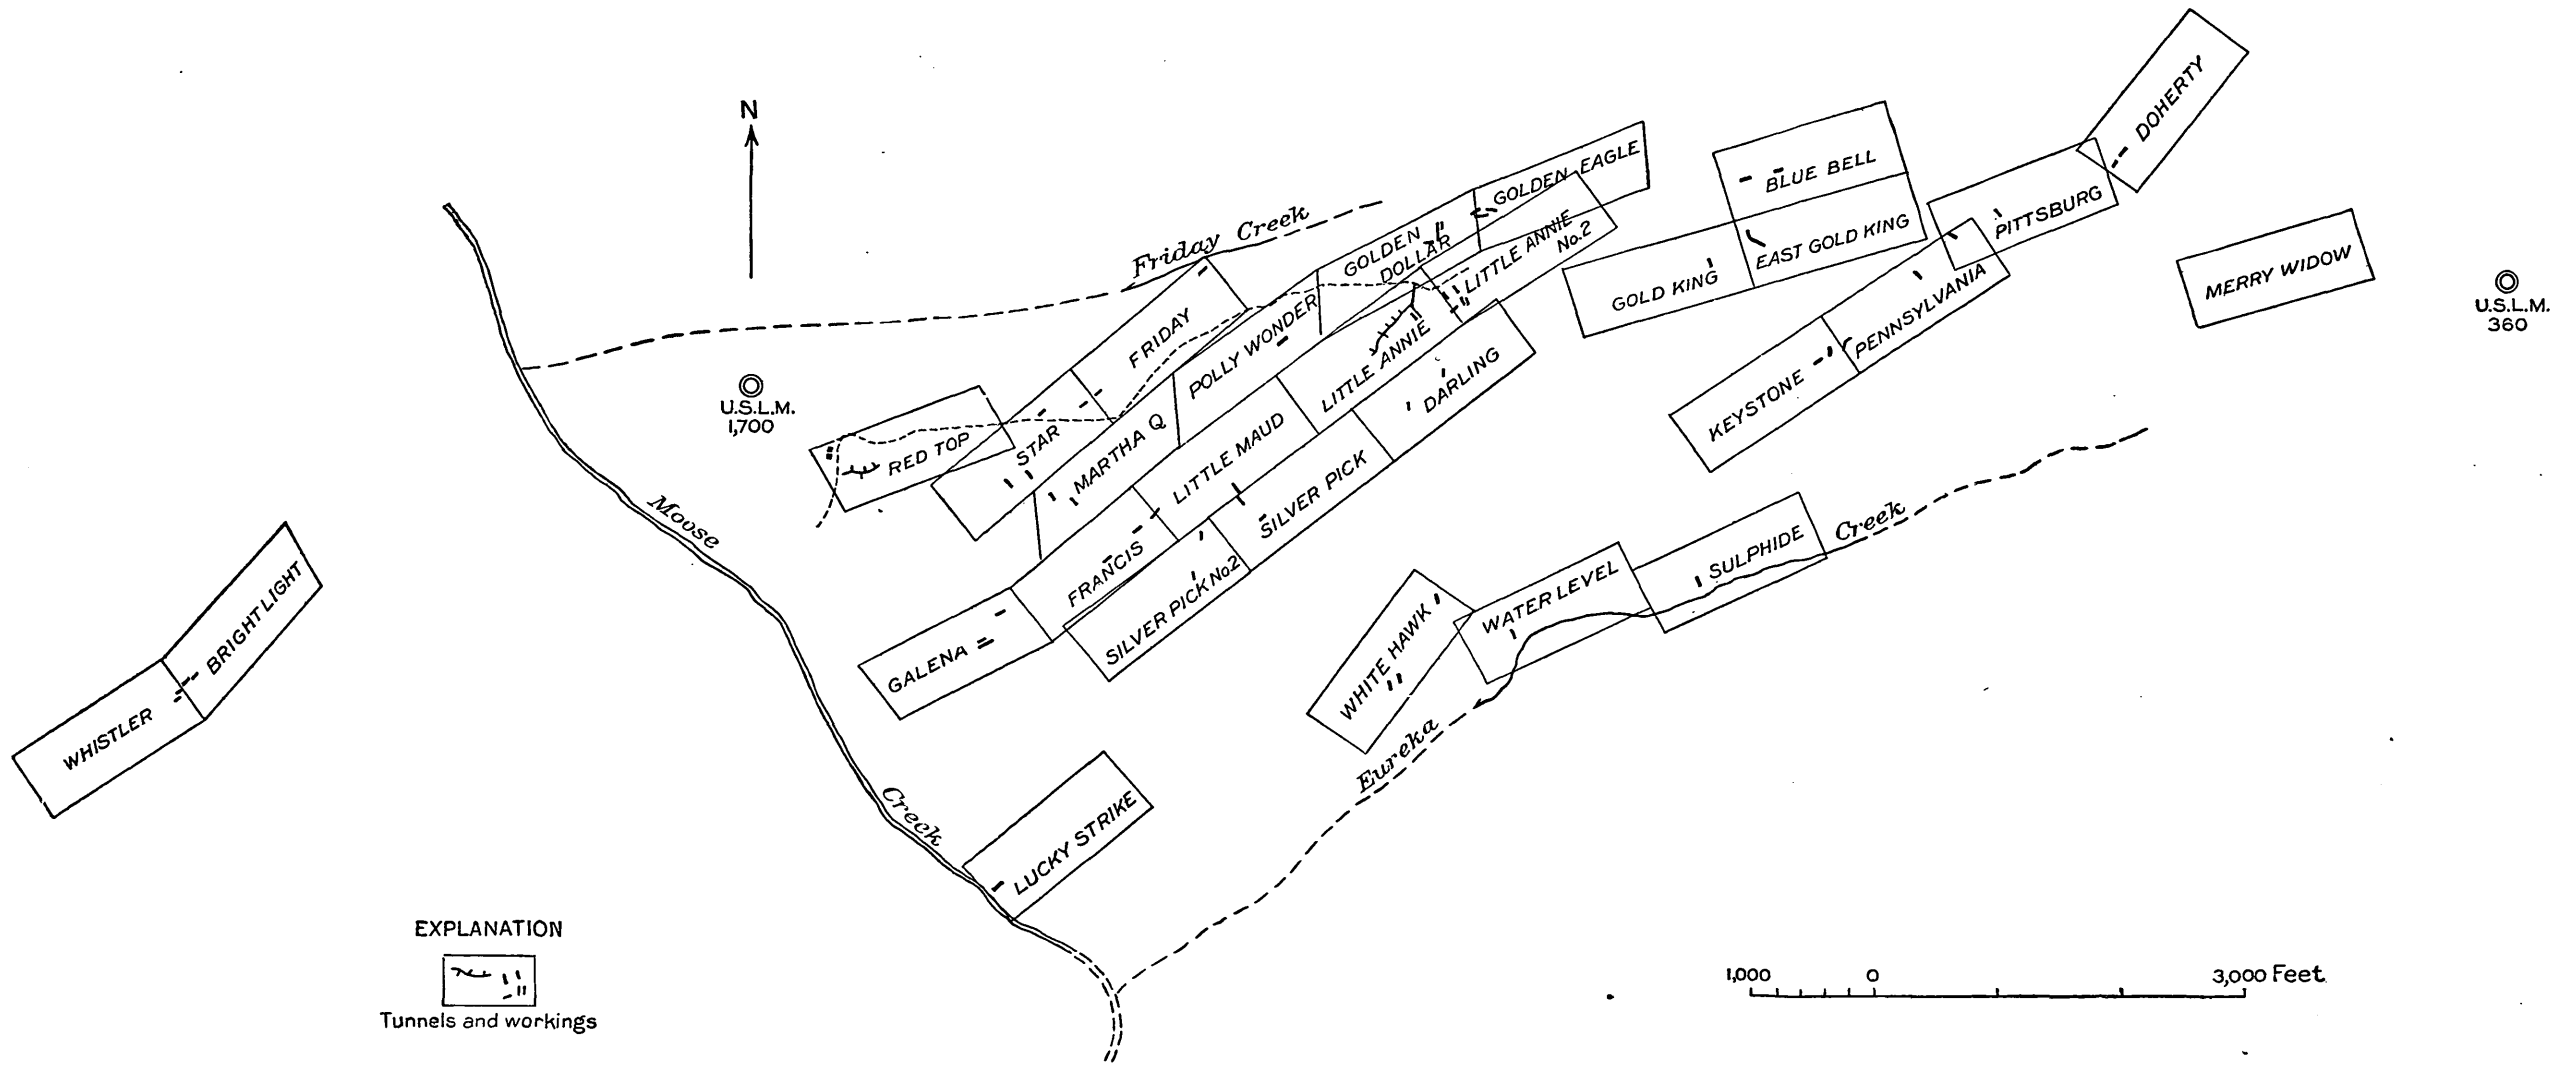 N
DOHERTY
GOLDEN EAGLE
BLUE BELL
PITTSBURG
Friday Creek
GOLDEN
DOLLAR
LITTLE ANNIE
No.2
EAST GOLD KING
GOLD KING
MERRY WIDOW
U.S.L.M.
360
FRIDAY
POLLY WONDER
LITTLE ANNIE
PENNSYLVANIA
DARLING
KEYSTONE
U.S.L.M.
1,700
RED TOP
STAR
MARTHA Q
LITTLE MAUD
SILVER PICK
Moose
FRANCIS
SILVER PICK No2
Creek
SULPHIDE
WATER LEVEL
WHITE HAWK
GALENA
BRIGHT LIGHT
WHISTLER
Eureka
Creek
LUCKY STRIKE
EXPLANATION
Tunnels and workings
1,000 0 3,000 Feet